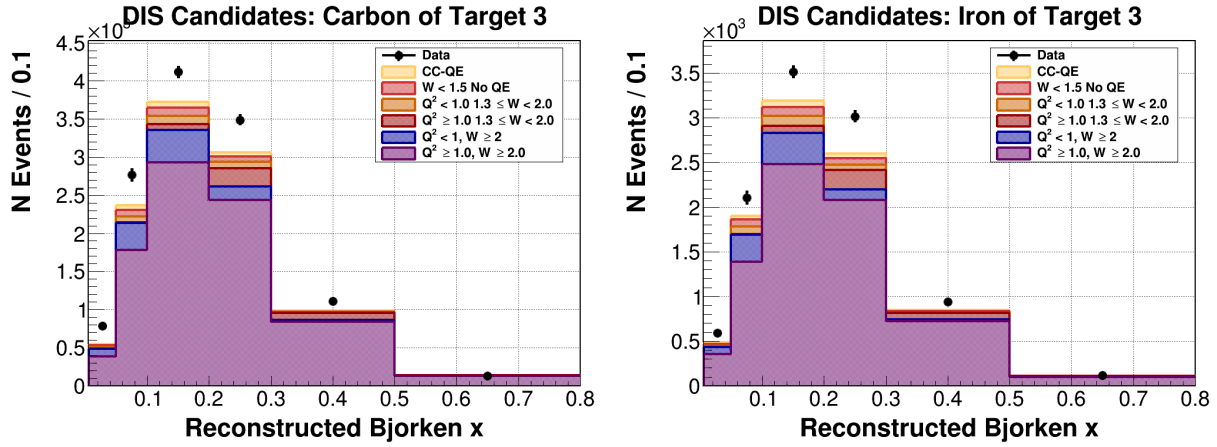 DIS Candidates: Carbon of Target 3
N Events / 0.1
4.5
4
3.5
3
2.5
2
1.5
1
0.5
0
Data
CC-QE
W < 1.5 No QE
Q² < 1.0 1.3 ≤ W < 2.0
Q² ≥ 1.0 1.3 ≤ W < 2.0
Q² < 1, W ≥ 2
Q² ≥ 1.0, W ≥ 2.0
0.1 0.2 0.3 0.4 0.5 0.6 0.7 0.8
Reconstructed Bjorken x
DIS Candidates: Iron of Target 3
×10³
N Events / 0.1
3.5
3
2.5
2
1.5
1
0.5
0
Data
CC-QE
W < 1.5 No QE
Q² < 1.0 1.3 ≤ W < 2.0
Q² ≥ 1.0 1.3 ≤ W < 2.0
Q² < 1, W ≥ 2
Q² ≥ 1.0, W ≥ 2.0
0.1 0.2 0.3 0.4 0.5 0.6 0.7 0.8
Reconstructed Bjorken x